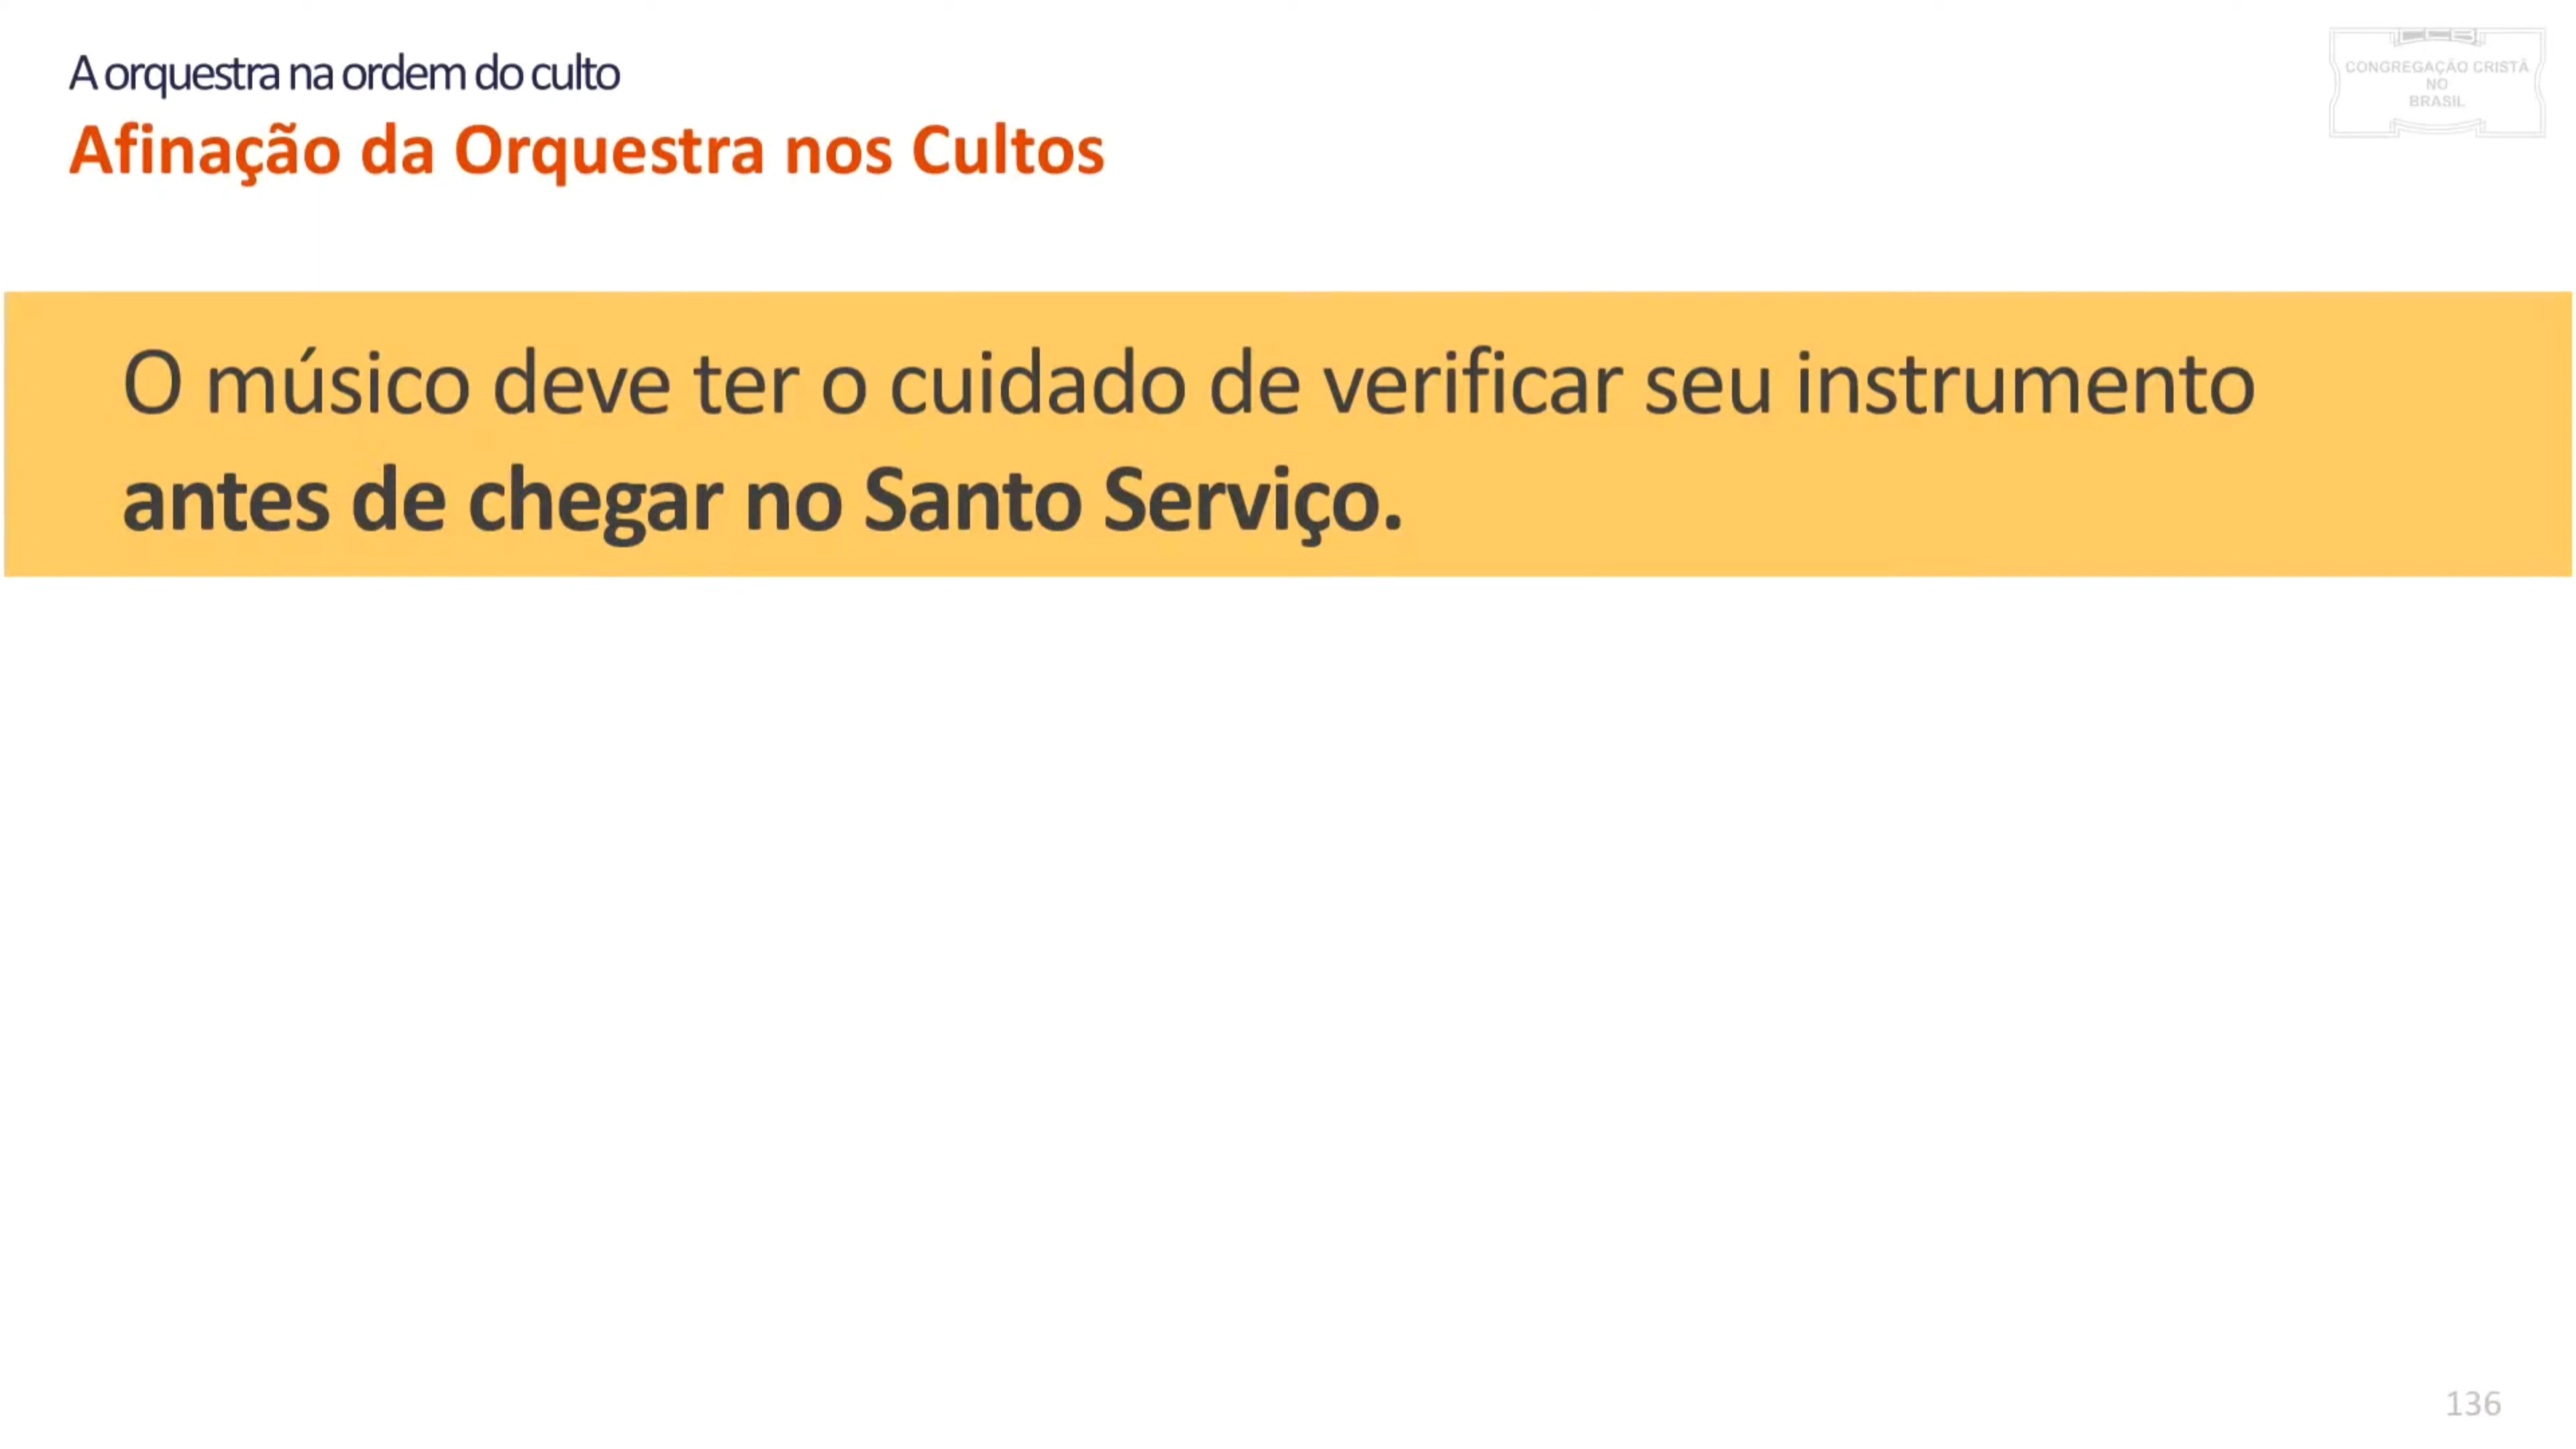 A orquestra na ordem do culto
Afinação da Orquestra nos Cultos
CONGREGAÇÃO CRISTÃ
NO
BRASIL
O músico deve ter o cuidado de verificar seu instrumento
antes de chegar no Santo Serviço.
136